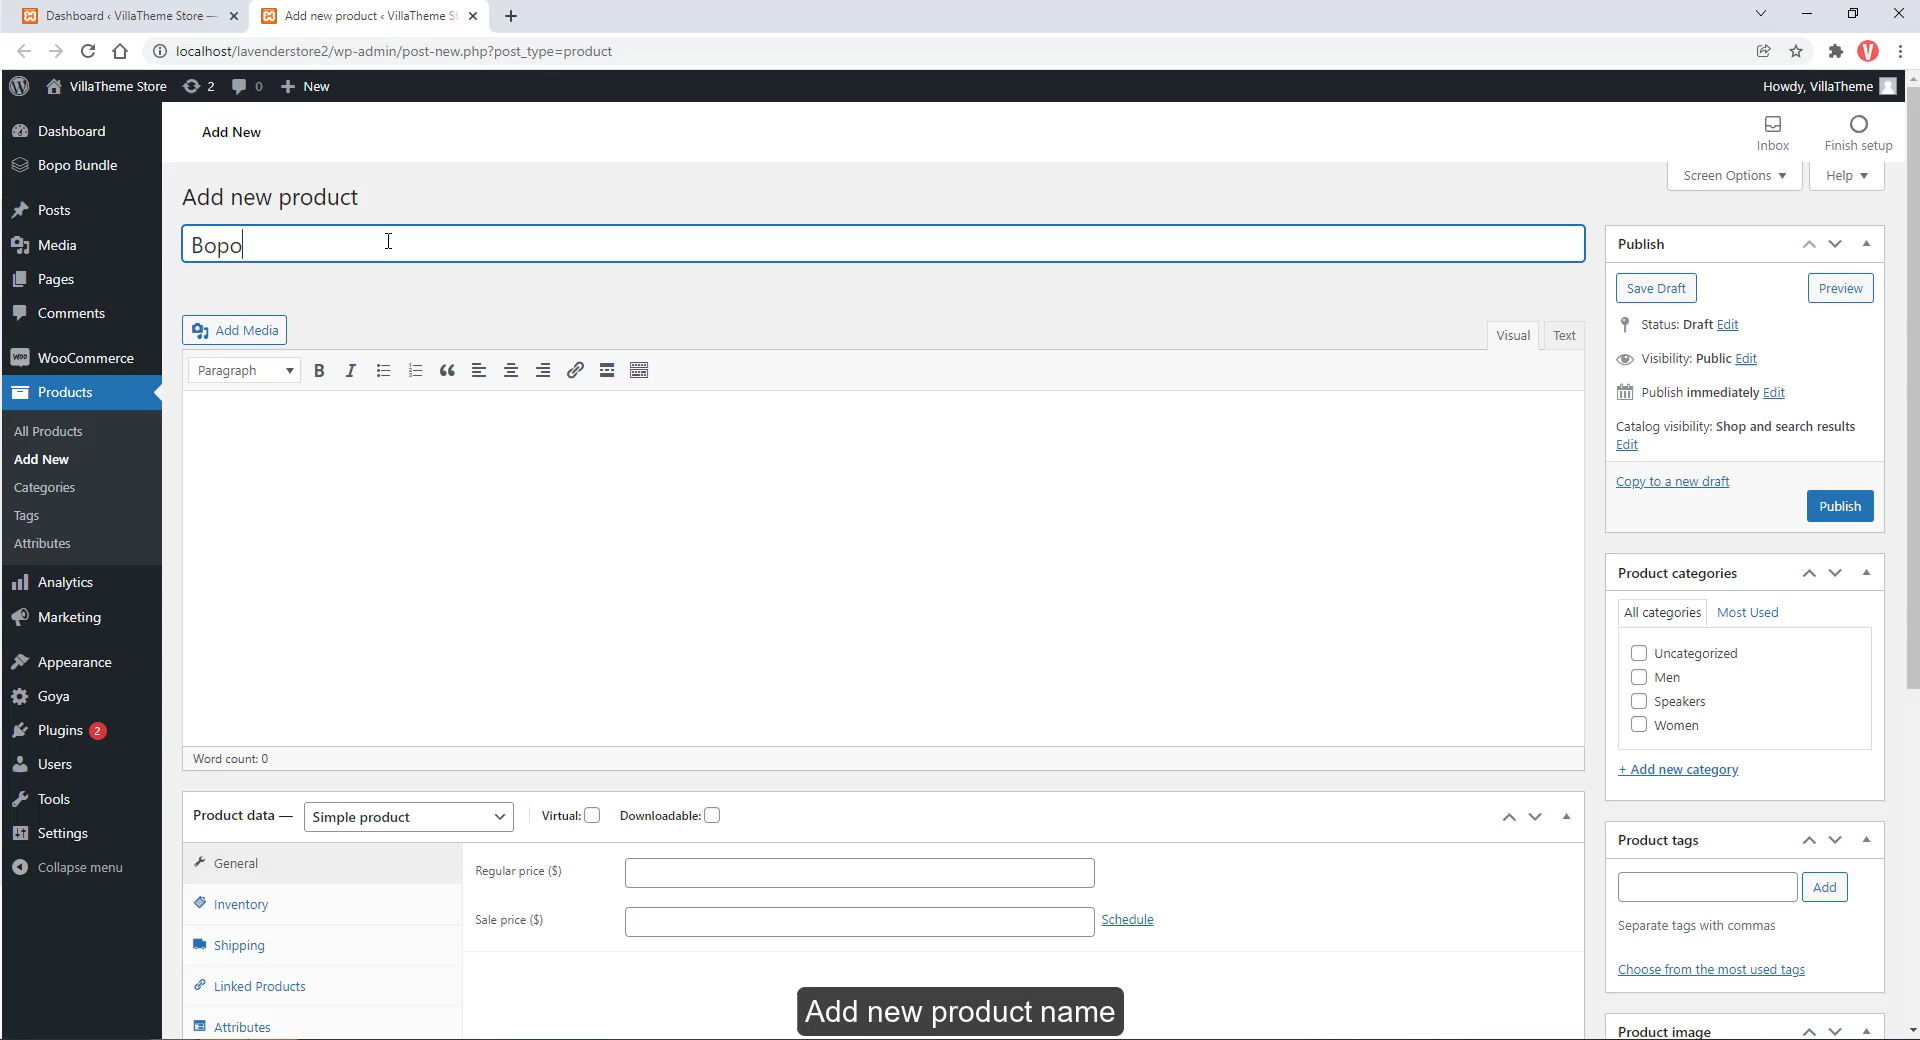 Dashboard ‹ VillaTheme Store —
Add new product ‹ VillaTheme St
localhost/lavenderstore2/wp-admin/post-new.php?post_type=product
VillaTheme Store
2
0
New
Howdy, VillaTheme
Dashboard
Bopo Bundle
Posts
Media
Pages
Comments
WooCommerce
Products
All Products
Add New
Categories
Tags
Attributes
Analytics
Marketing
Appearance
Goya
Plugins 2
Users
Tools
Settings
Collapse menu
Add New
Inbox
Finish setup
Screen Options
Help
Add new product
Bopo
Add Media
Visual
Text
Paragraph
Word count: 0
Product data —
Simple product
Virtual:
Downloadable:
General
Inventory
Shipping
Linked Products
Attributes
Regular price ($)
Sale price ($)
Schedule
Add new product name
Publish
Save Draft
Preview
Status: Draft Edit
Visibility: Public Edit
Publish immediately Edit
Catalog visibility: Shop and search results
Edit
Copy to a new draft
Publish
Product categories
All categories
Most Used
Uncategorized
Men
Speakers
Women
+ Add new category
Product tags
Add
Separate tags with commas
Choose from the most used tags
Product image